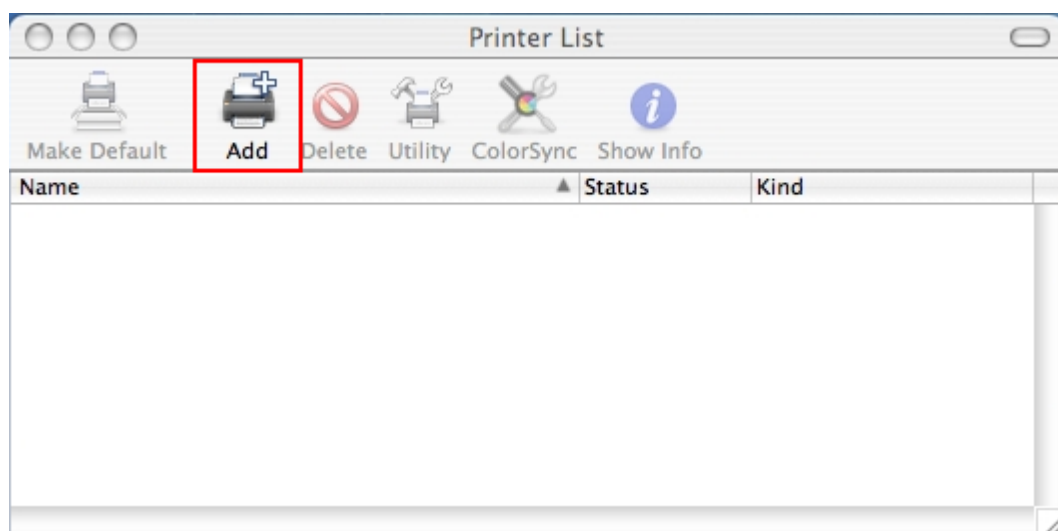 Printer List
Make Default Add Delete Utility ColorSync Show Info
Name Status Kind